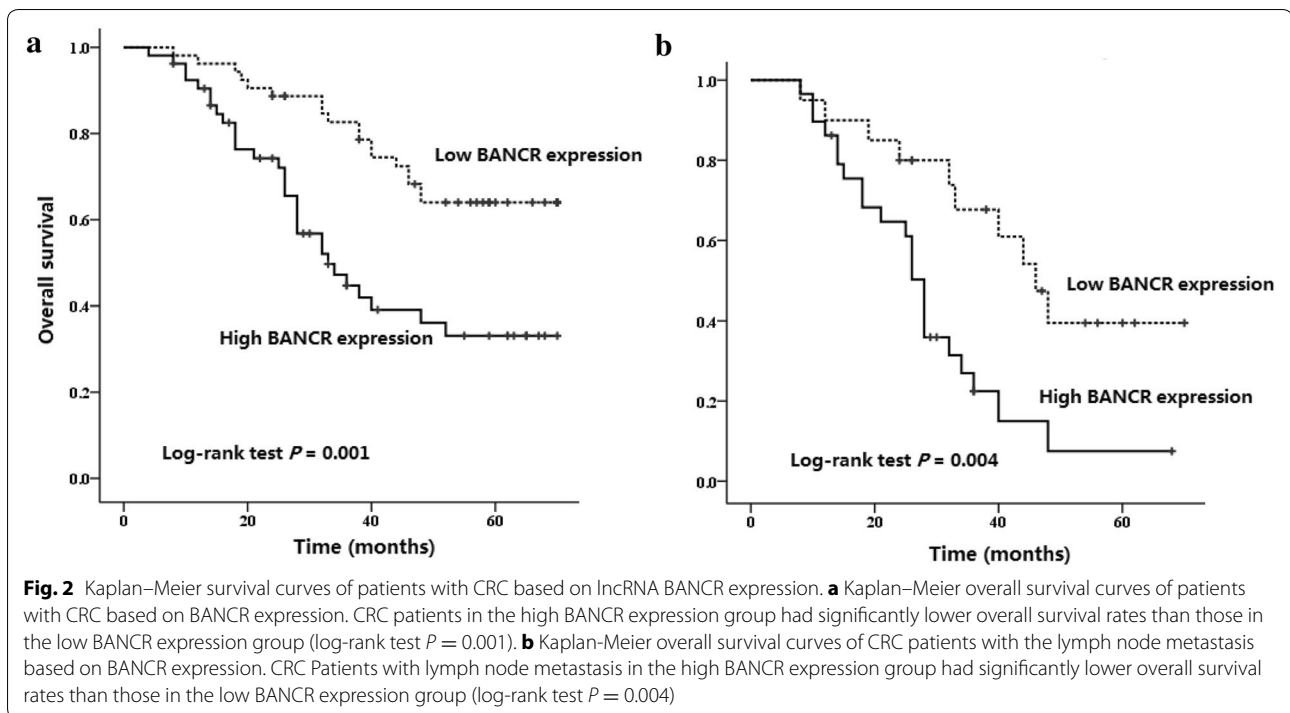 a
1.0
0.8
0.6
0.4
0.2
0.0
Overall survival
Low BANCR expression
High BANCR expression
Log-rank test P = 0.001
0 20 40 60
Time (months)
b
1.0
0.8
0.6
0.4
0.2
0.0
Low BANCR expression
High BANCR expression
Log-rank test P = 0.004
0 20 40 60
Time (months)
Fig. 2 Kaplan–Meier survival curves of patients with CRC based on lncRNA BANCR expression. a Kaplan–Meier overall survival curves of patients
with CRC based on BANCR expression. CRC patients in the high BANCR expression group had significantly lower overall survival rates than those in
the low BANCR expression group (log-rank test P = 0.001). b Kaplan-Meier overall survival curves of CRC patients with the lymph node metastasis
based on BANCR expression. CRC Patients with lymph node metastasis in the high BANCR expression group had significantly lower overall survival
rates than those in the low BANCR expression group (log-rank test P = 0.004)